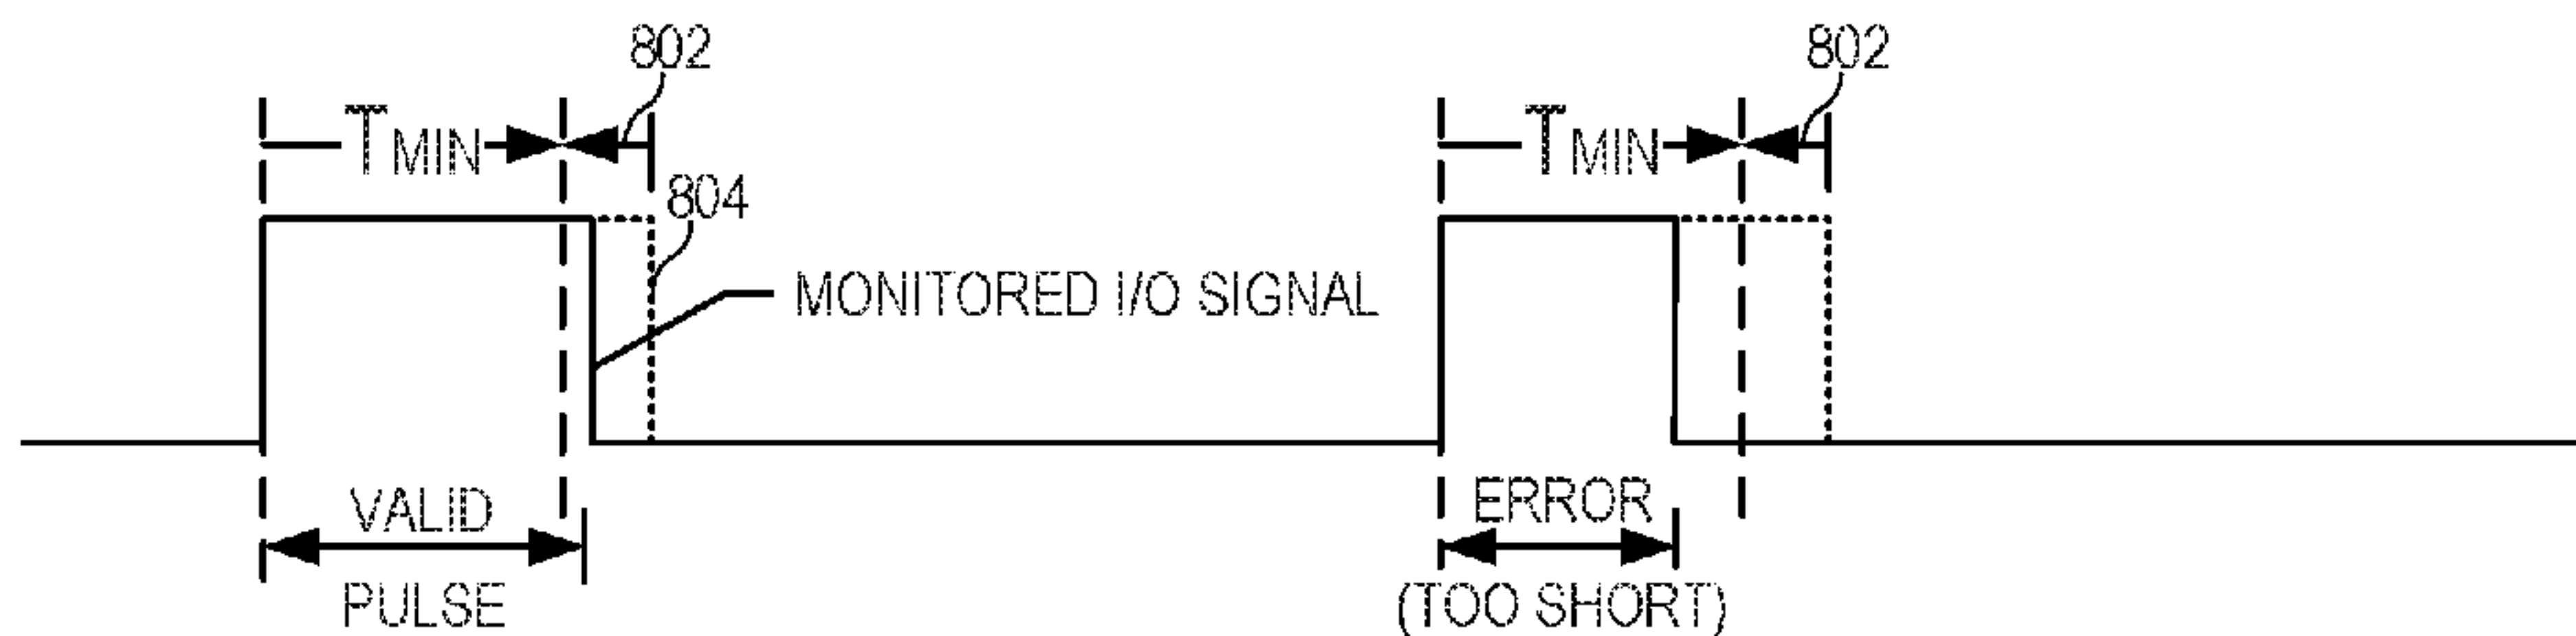 802
802
TMIN
TMIN
804
MONITORED I/O SIGNAL
VALID
PULSE
ERROR
(TOO SHORT)